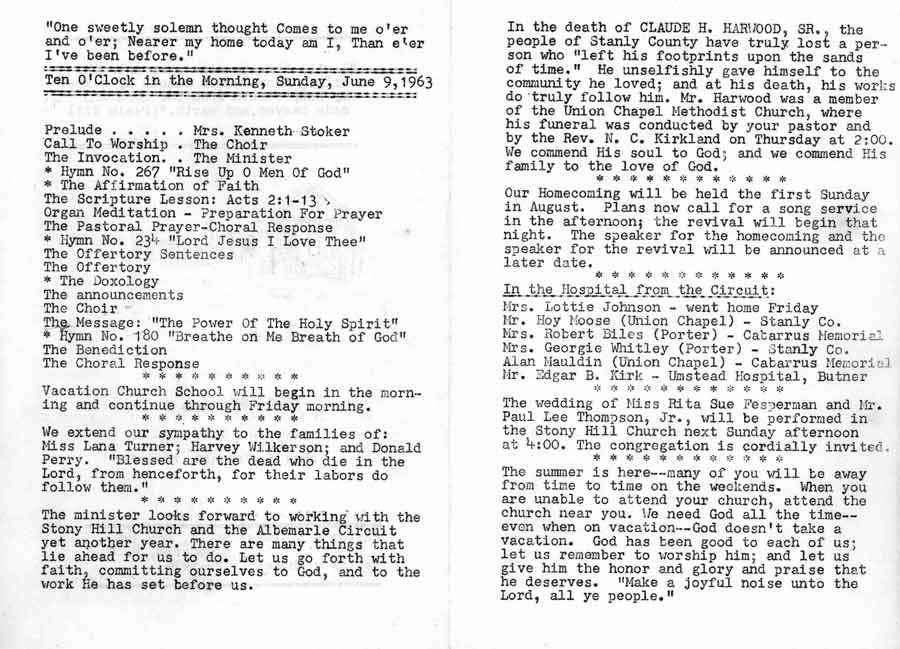 "One sweetly solemn thought Comes to me o'er
and o'er; Nearer my home today am I, Than e'er
I've been before."
Ten O'Clock in the Morning, Sunday, June 9,1963
Prelude . . . . . Mrs. Kenneth Stoker
Call To Worship . The Choir
The Invocation. . The Minister
* Hymn No. 267 "Rise Up O Men Of God"
* The Affirmation of Faith
The Scripture Lesson: Acts 2:1-13
Organ Meditation - Preparation For Prayer
The Pastoral Prayer-Choral Response
* Hymn No. 234 "Lord Jesus I Love Thee"
The Offertory Sentences
The Offertory
* The Doxology
The announcements
The Choir
The Message: "The Power Of The Holy Spirit"
* Hymn No. 180 "Breathe on Me Breath of God"
The Benediction
The Choral Response
* * * * * * * * * *
Vacation Church School will begin in the morn-
ing and continue through Friday morning.
* * * * * * * * * *
We extend our sympathy to the families of:
Miss Lana Turner; Harvey Wilkerson; and Donald
Perry. "Blessed are the dead who die in the
Lord, from henceforth, for their labors do
follow them."
* * * * * * * * * *
The minister looks forward to working with the
Stony Hill Church and the Albemarle Circuit
yet another year. There are many things that
lie ahead for us to do. Let us go forth with
faith, committing ourselves to God, and to the
work He has set before us.
In the death of CLAUDE H. HARWOOD, SR., the
people of Stanly County have truly lost a per-
son who "left his footprints upon the sands
of time." He unselfishly gave himself to the
community he loved; and at his death, his works
do truly follow him. Mr. Harwood was a member
of the Union Chapel Methodist Church, where
his funeral was conducted by your pastor and
by the Rev. N. C. Kirkland on Thursday at 2:00.
We commend His soul to God; and we commend His
family to the love of God.
* * * * * * * * * * * *
Our Homecoming will be held the first Sunday
in August. Plans now call for a song service
in the afternoon; the revival will begin that
night. The speaker for the homecoming and the
speaker for the revival will be announced at a
later date.
* * * * * * * * * * * *
In the Hospital from the Circuit:
Mrs. Lottie Johnson - went home Friday
Mr. Hoy Moose (Union Chapel) - Stanly Co.
Mrs. Robert Biles (Porter) - Cabarrus Memorial
Mrs. Georgie Whitley (Porter) - Stanly Co.
Alan Mauldin (Union Chapel) - Cabarrus Memorial
Mr. Edgar B. Kirk - Umstead Hospital, Butner
* * * * * * * * * * * *
The wedding of Miss Rita Sue Fesperman and Mr.
Paul Lee Thompson, Jr., will be performed in
the Stony Hill Church next Sunday afternoon
at 4:00. The congregation is cordially invited.
* * * * * * * * * * * *
The summer is here--many of you will be away
from time to time on the weekends. When you
are unable to attend your church, attend the
church near you. We need God all the time--
even when on vacation--God doesn't take a
vacation. God has been good to each of us;
let us remember to worship him; and let us
give him the honor and glory and praise that
he deserves. "Make a joyful noise unto the
Lord, all ye people."